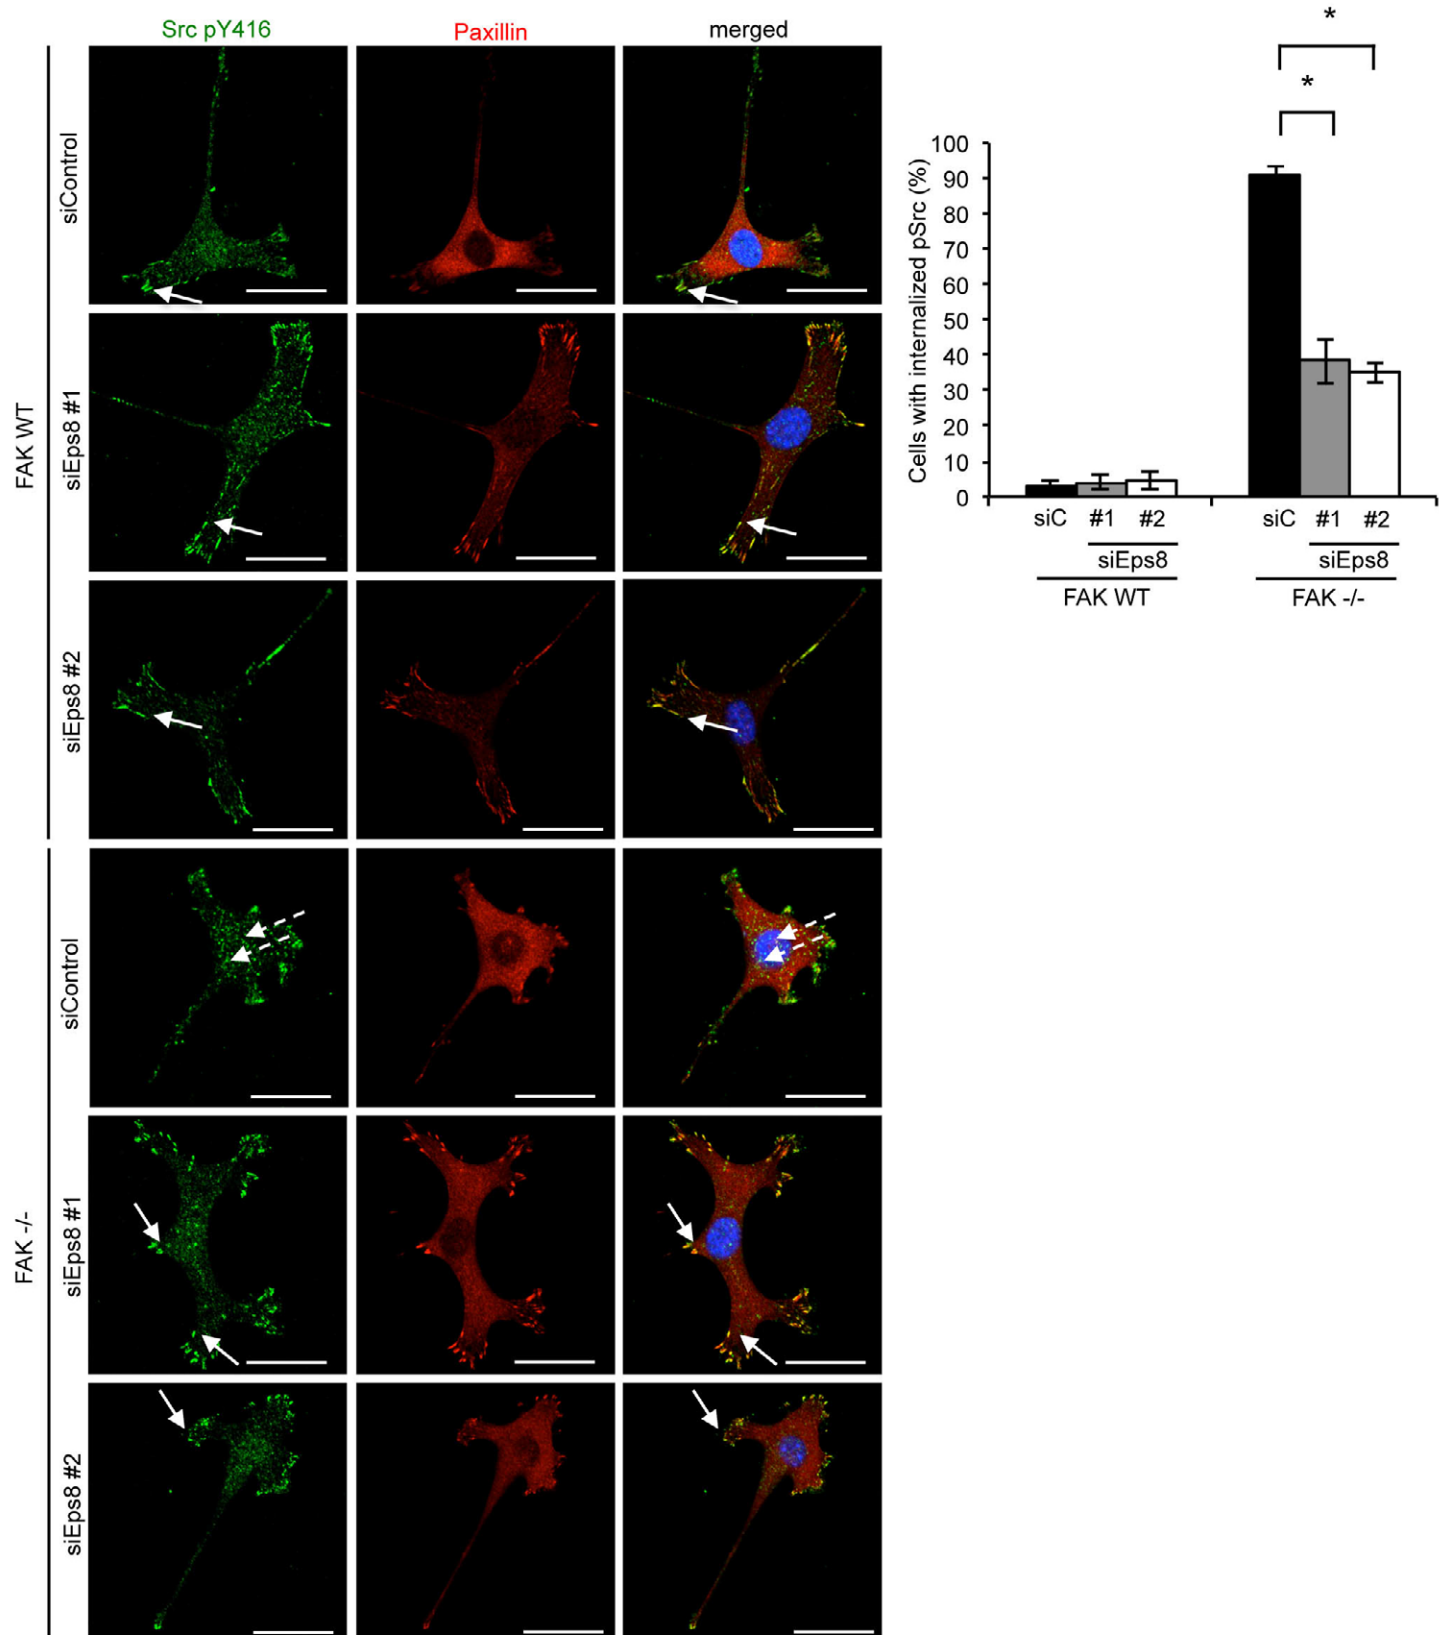 Src pY416 Paxillin merged
FAK WT
siControl
siEps8 #1
siEps8 #2
FAK -/-
siControl
siEps8 #1
siEps8 #2
*
*
Cells with internalized pSrc (%)
100
90
80
70
60
50
40
30
20
10
0
siC #1 #2 siC #1 #2
siEps8 siEps8
FAK WT FAK -/-